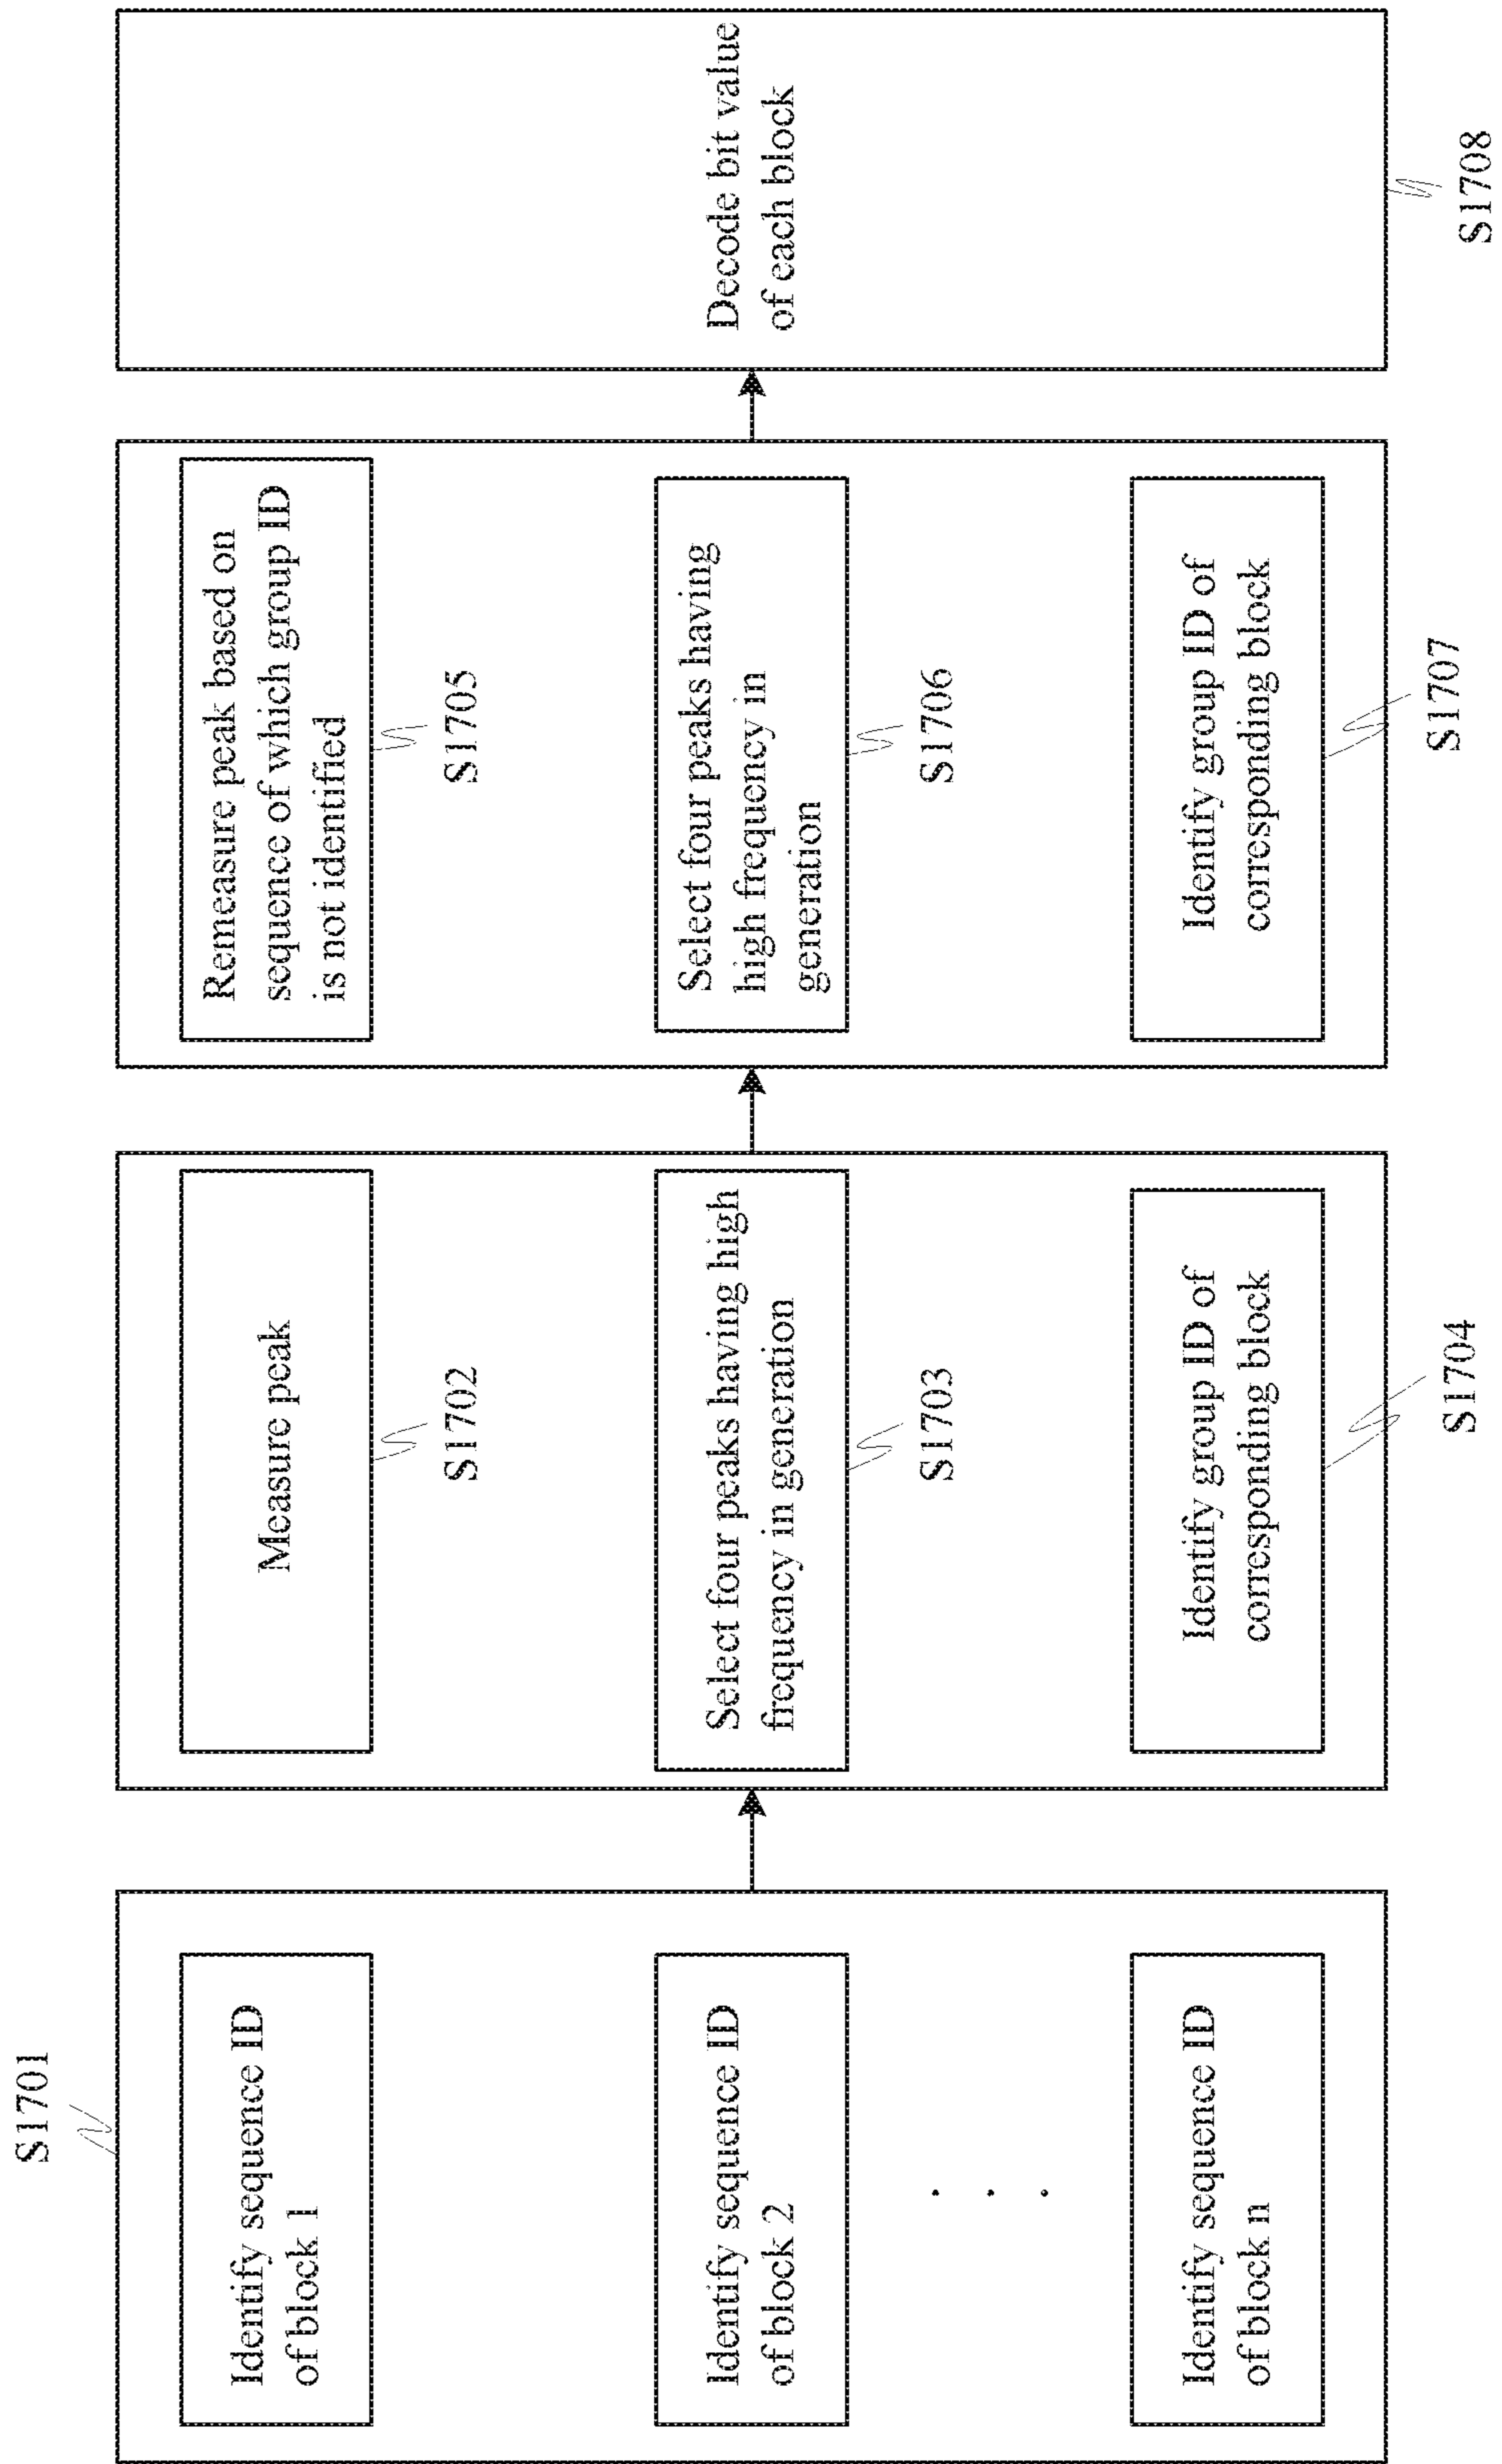 S1701
Identify sequence ID
of block 1
Identify sequence ID
of block 2
. . .
Identify sequence ID
of block n
Measure peak
S1702
Select four peaks having high
frequency in generation
S1703
Identify group ID of
corresponding block
S1704
Remeasure peak based on
sequence of which group ID
is not identified
S1705
Select four peaks having
high frequency in
generation
S1706
Identify group ID of
corresponding block
S1707
Decode bit value
of each block
S1708